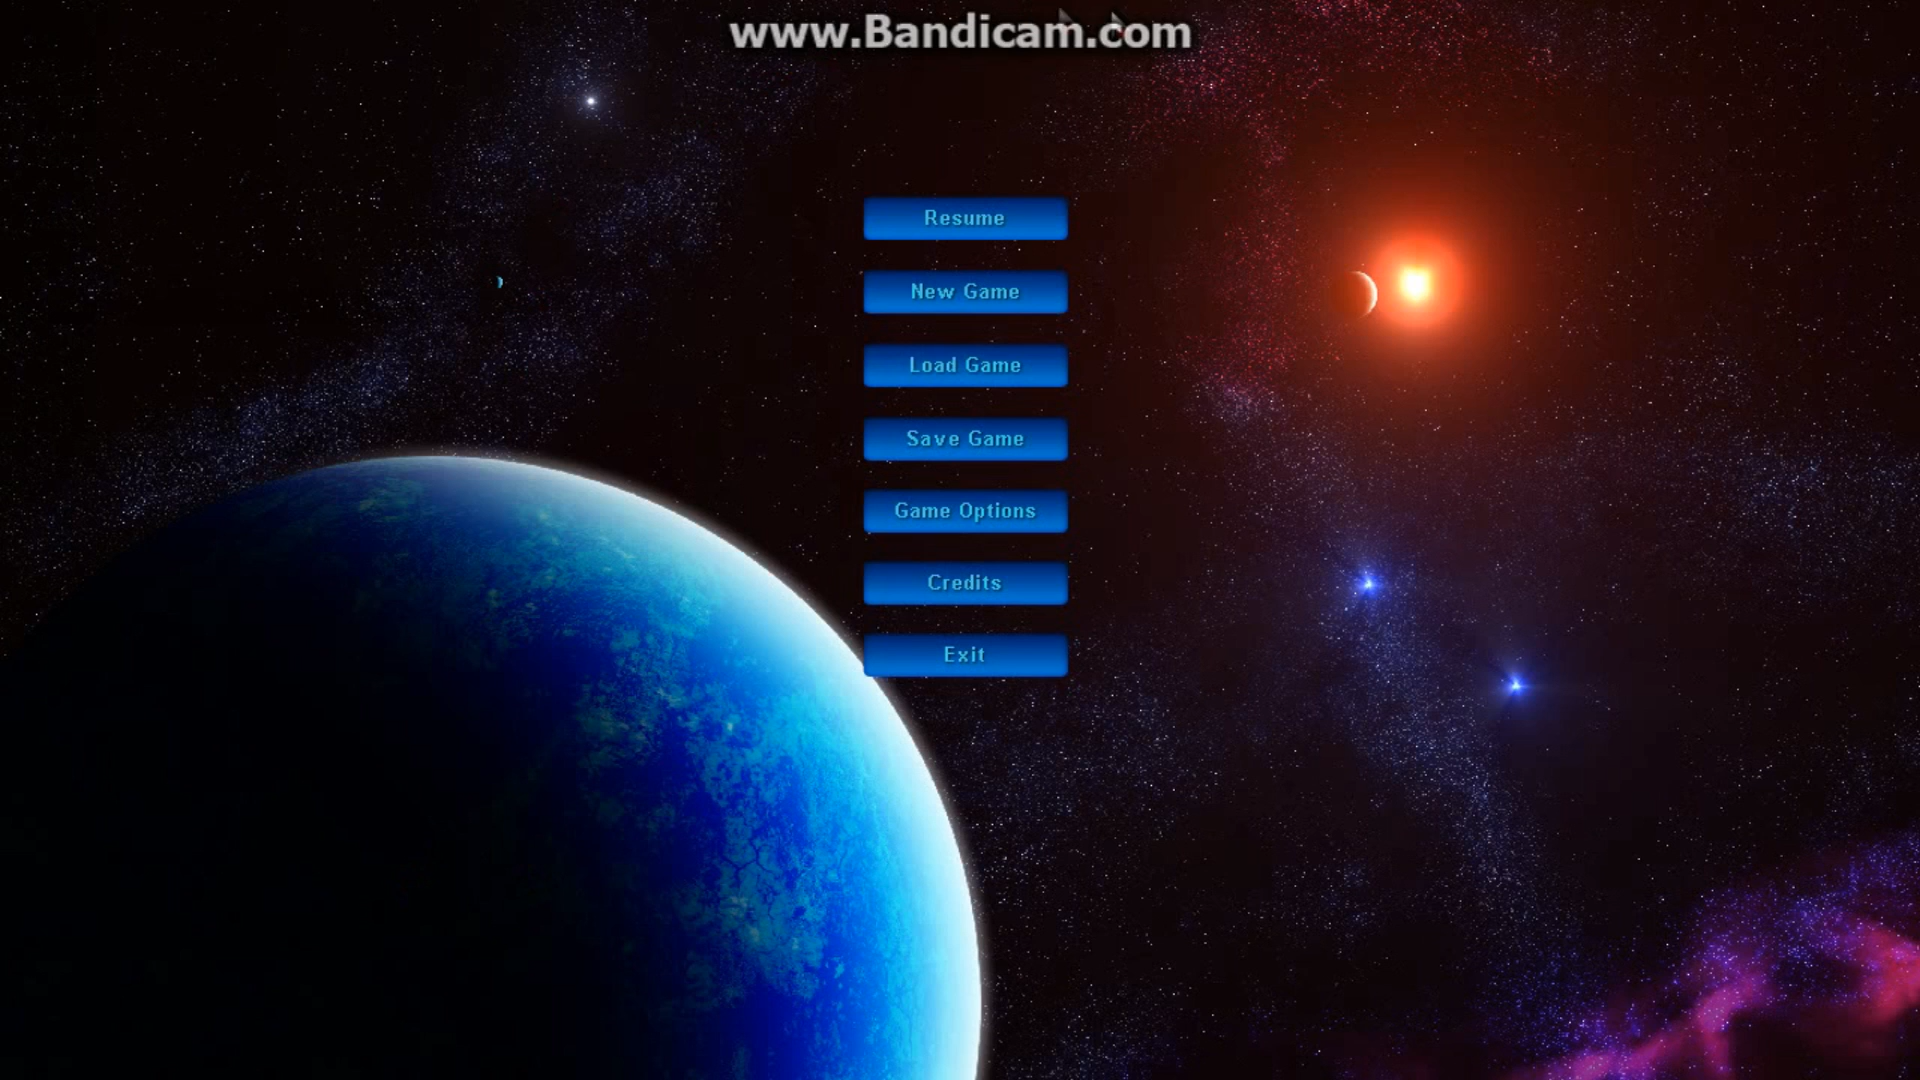 www.Bandicam.com
Resume
New Game
Load Game
Save Game
Game Options
Credits
Exit